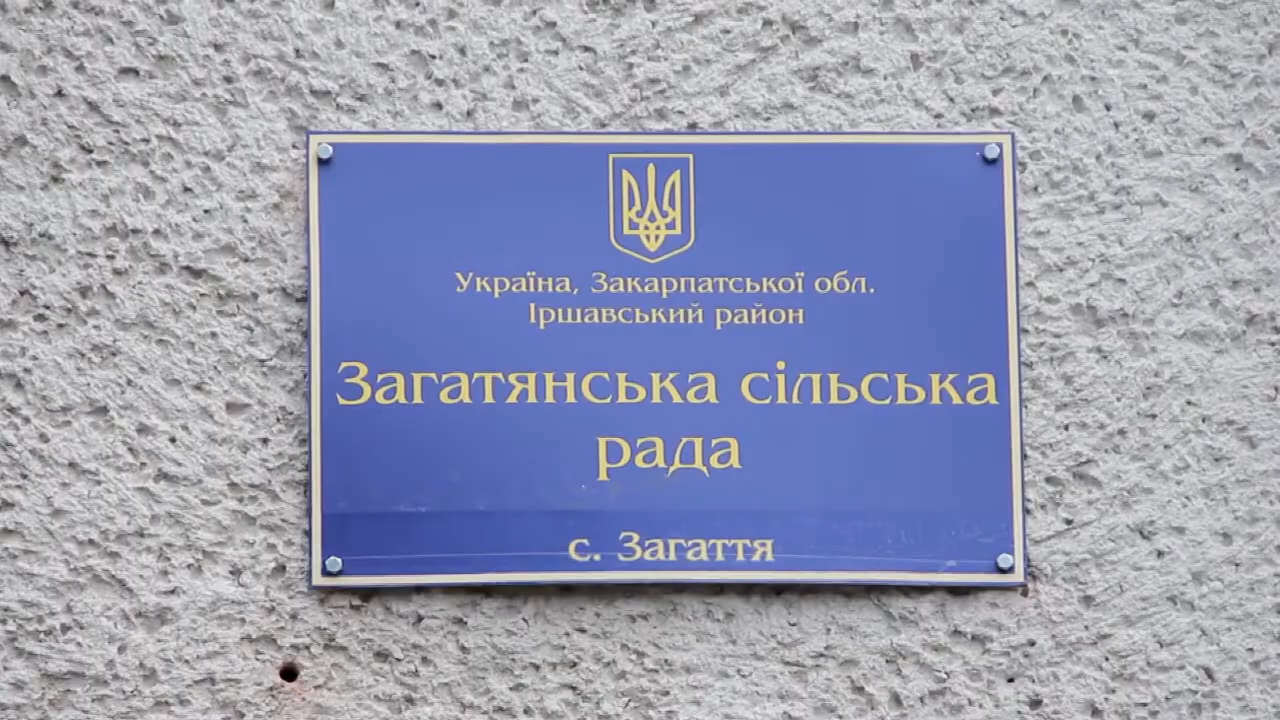 Україна, Закарпатської обл.
Іршавський район
Загатянська сільська
рада
с. Загаття